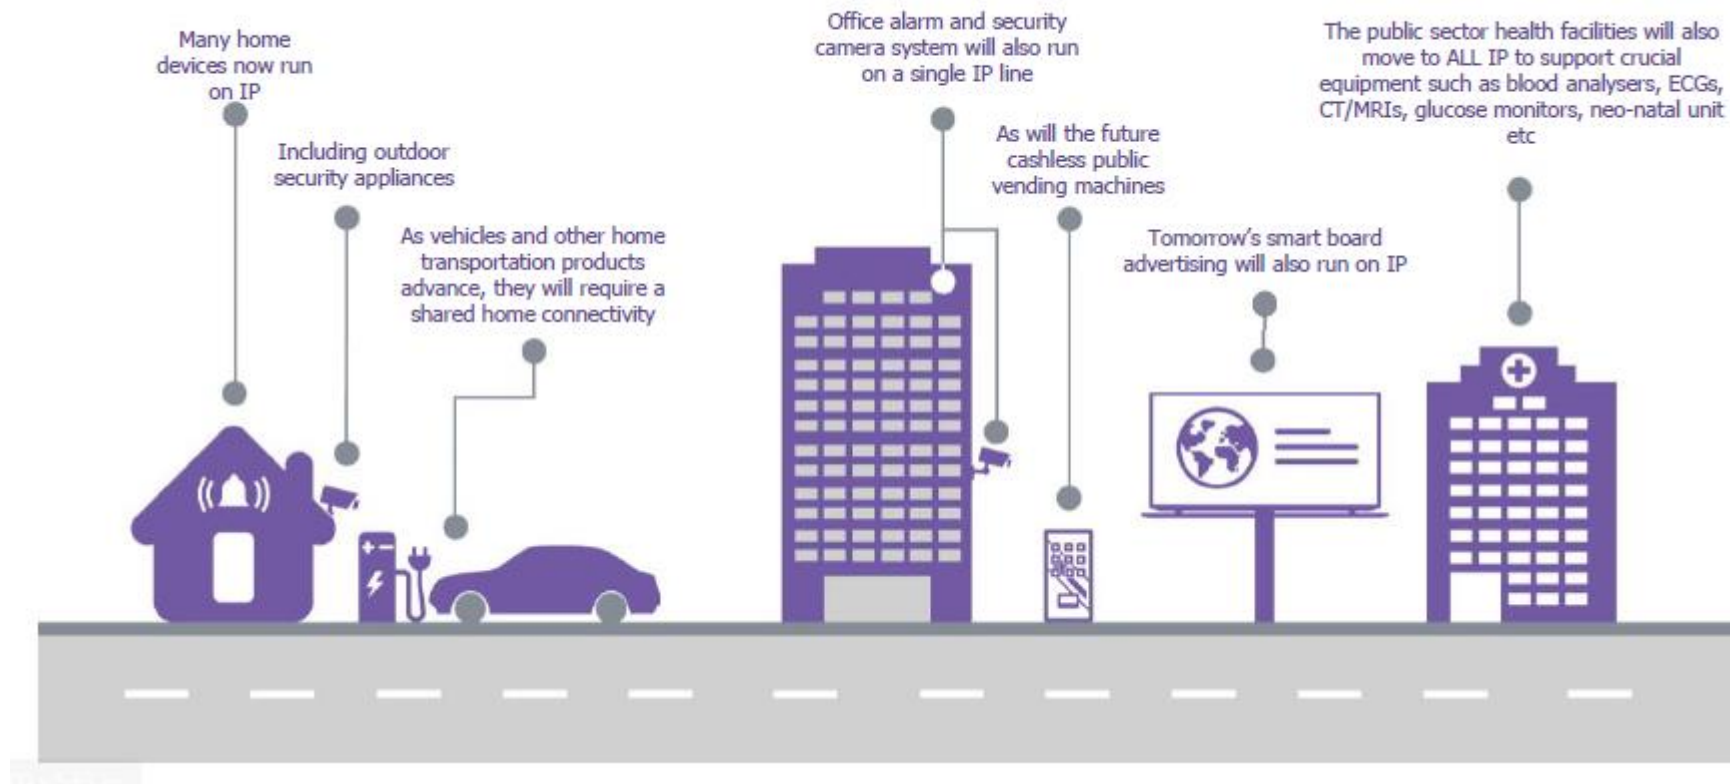 Many home
devices now run
on IP
Including outdoor
security appliances
As vehicles and other home
transportation products
advance, they will require a
shared home connectivity
Office alarm and security
camera system will also run
on a single IP line
As will the future
cashless public
vending machines
Tomorrow's smart board
advertising will also run on IP
The public sector health facilities will also
move to ALL IP to support crucial
equipment such as blood analysers, ECGs,
CT/MRIs, glucose monitors, neo-natal unit
etc